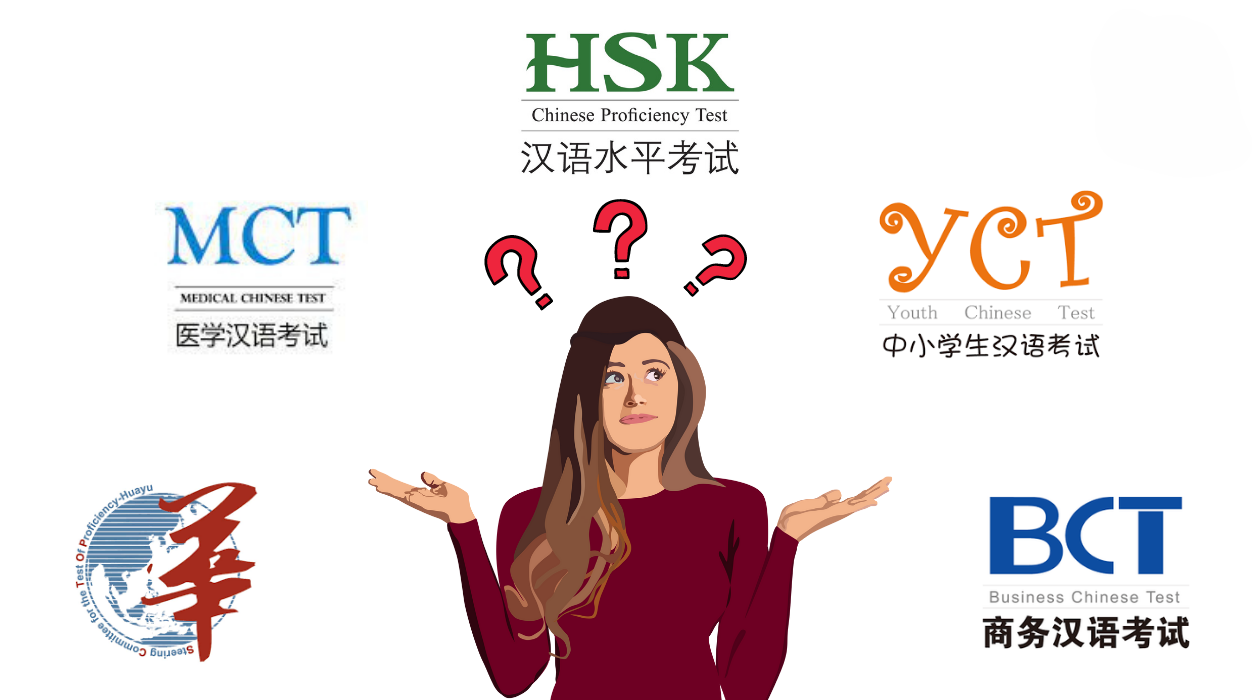 HSK
Chinese Proficiency Test
汉语水平考试
MCT
MEDICAL CHINESE TEST
医学汉语考试
YCT
Youth Chinese Test
中小学生汉语考试
? ? ?
Steering Committee for the Test Of Proficiency-Huayu
華
BCT
Business Chinese Test
商务汉语考试